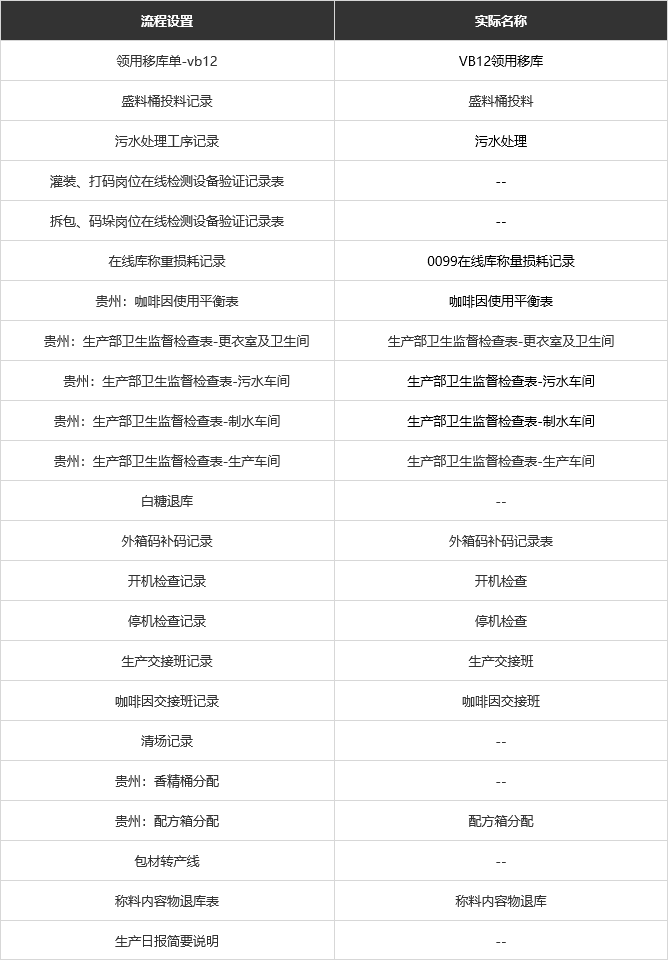 流程设置 实际名称
领用移库单-vb12 VB12领用移库
盛料桶投料记录 盛料桶投料
污水处理工序记录 污水处理
灌装、打码岗位在线检测设备验证记录表 --
拆包、码垛岗位在线检测设备验证记录表 --
在线库称重损耗记录 0099在线库称量损耗记录
贵州：咖啡因使用平衡表 咖啡因使用平衡表
贵州：生产部卫生监督检查表-更衣室及卫生间 生产部卫生监督检查表-更衣室及卫生间
贵州：生产部卫生监督检查表-污水车间 生产部卫生监督检查表-污水车间
贵州：生产部卫生监督检查表-制水车间 生产部卫生监督检查表-制水车间
贵州：生产部卫生监督检查表-生产车间 生产部卫生监督检查表-生产车间
白糖退库 --
外箱码补码记录 外箱码补码记录表
开机检查记录 开机检查
停机检查记录 停机检查
生产交接班记录 生产交接班
咖啡因交接班记录 咖啡因交接班
清场记录 --
贵州：香精桶分配 --
贵州：配方箱分配 配方箱分配
包材转产线 --
称料内容物退库表 称料内容物退库
生产日报简要说明 --